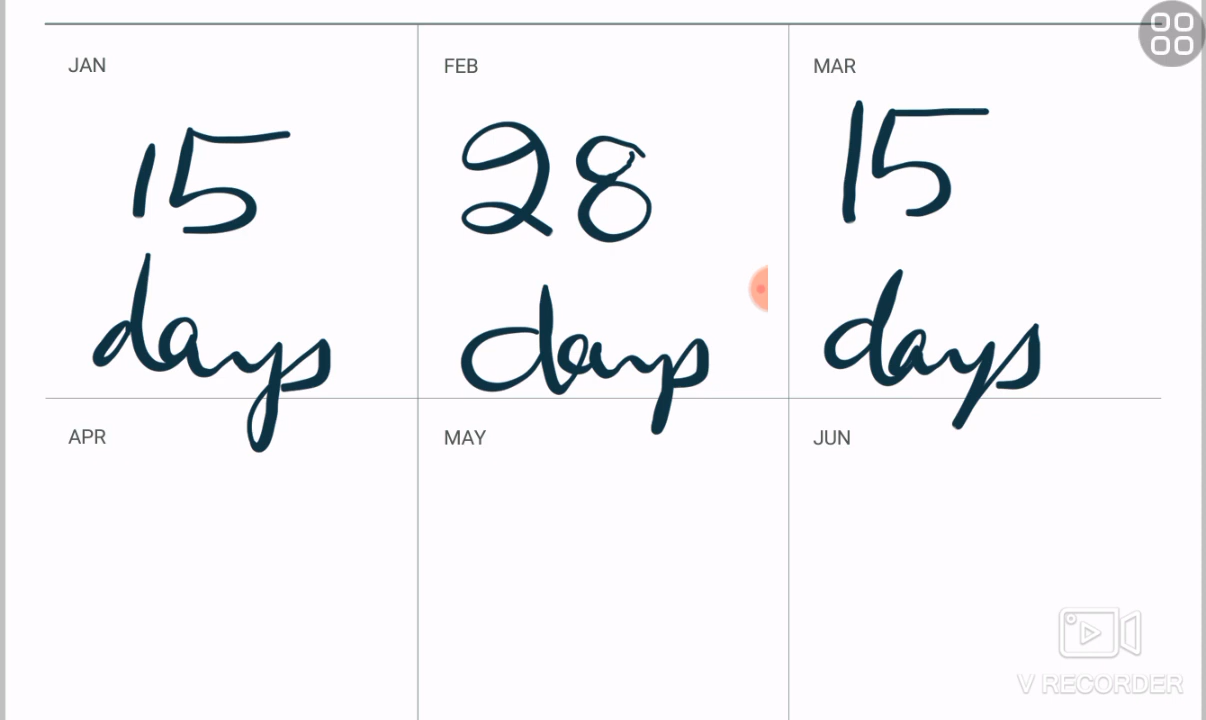 JAN FEB MAR
15 28 15
days days days
APR MAY JUN
V RECORDER